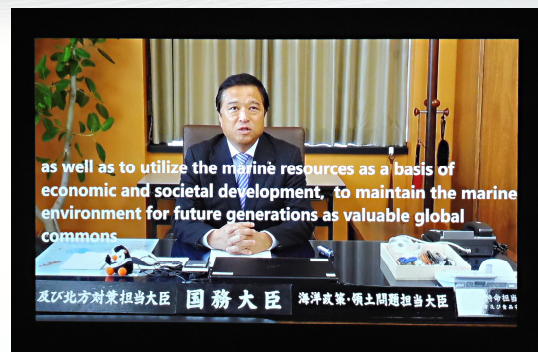 as well as to utilize the marine resources as a basis of
economic and societal development, to maintain the marine
environment for future generations as valuable global
commons
及び北方対策担当大臣
国務大臣
海洋政策・領土問題担当大臣